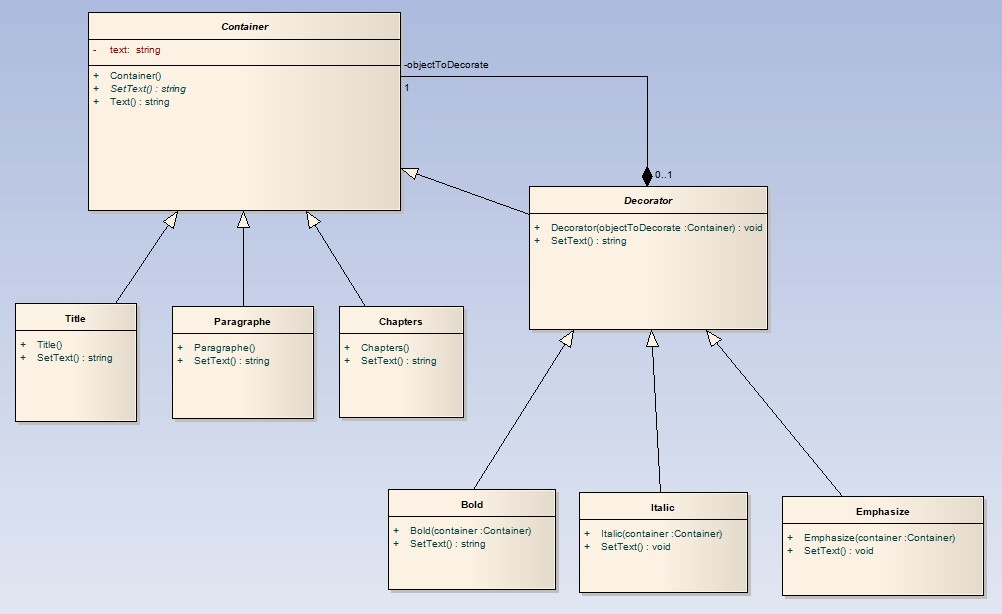 Container
- text: string
+ Container()
+ SetText() : string
+ Text() : string
-objectToDecorate
1
0..1
Decorator
+ Decorator(objectToDecorate :Container) : void
+ SetText() : string
Title
+ Title()
+ SetText() : string
Paragraphe
+ Paragraphe()
+ SetText() : string
Chapters
+ Chapters()
+ SetText() : string
Bold
+ Bold(container :Container)
+ SetText() : string
Italic
+ Italic(container :Container)
+ SetText() : void
Emphasize
+ Emphasize(container :Container)
+ SetText() : void